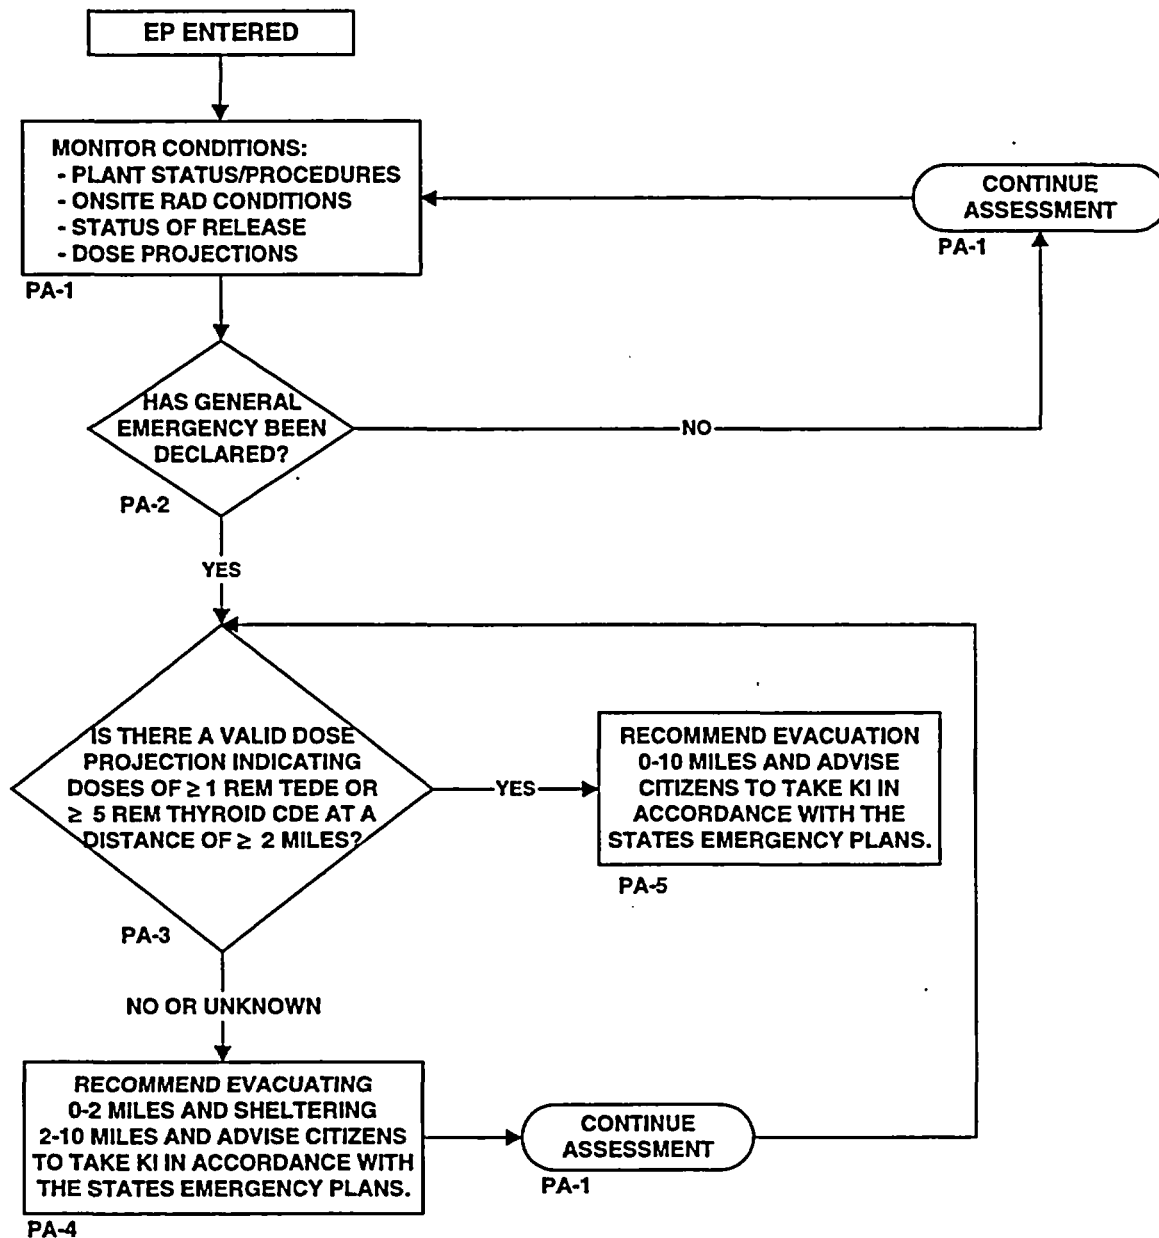 EP ENTERED
MONITOR CONDITIONS:
- PLANT STATUS/PROCEDURES
- ONSITE RAD CONDITIONS
- STATUS OF RELEASE
- DOSE PROJECTIONS
PA-1
CONTINUE
ASSESSMENT
PA-1
HAS GENERAL
EMERGENCY BEEN
DECLARED?
PA-2
NO
YES
IS THERE A VALID DOSE
PROJECTION INDICATING
DOSES OF ≥ 1 REM TEDE OR
≥ 5 REM THYROID CDE AT A
DISTANCE OF ≥ 2 MILES?
PA-3
YES
RECOMMEND EVACUATION
0-10 MILES AND ADVISE
CITIZENS TO TAKE KI IN
ACCORDANCE WITH THE
STATES EMERGENCY PLANS.
PA-5
NO OR UNKNOWN
RECOMMEND EVACUATING
0-2 MILES AND SHELTERING
2-10 MILES AND ADVISE CITIZENS
TO TAKE KI IN ACCORDANCE WITH
THE STATES EMERGENCY PLANS.
PA-4
CONTINUE
ASSESSMENT
PA-1